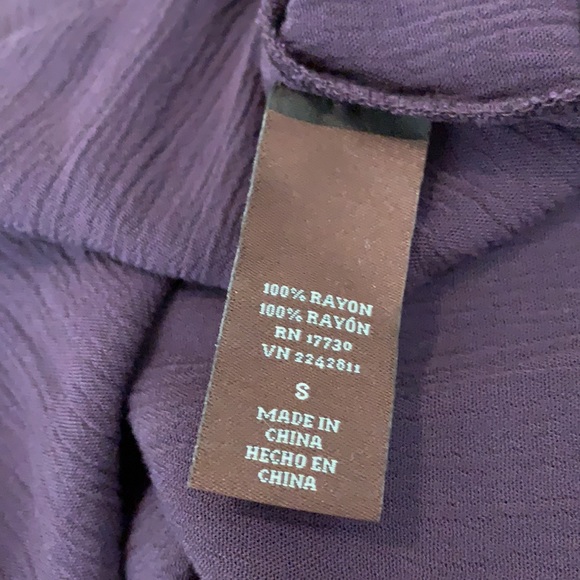 100% RAYON
100% RAYÓN
RN 17730
VN 2242811
S
MADE IN
CHINA
HECHO EN
CHINA